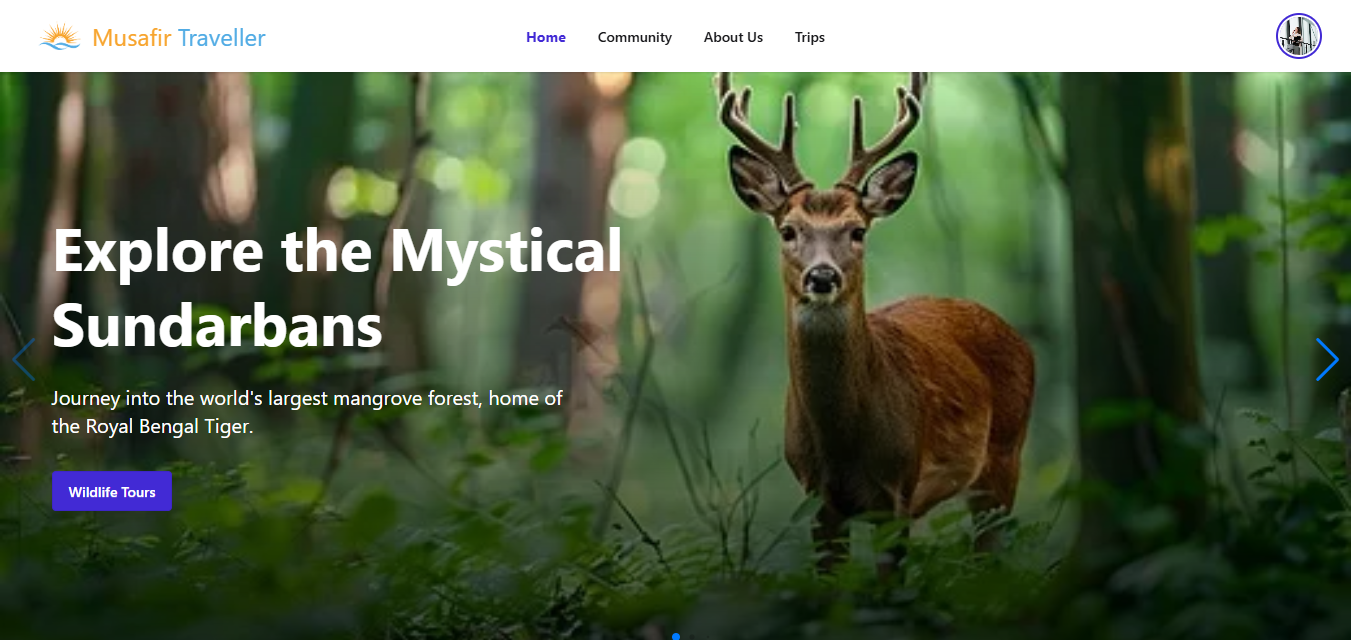 Musafir Traveller
Home
Community
About Us
Trips
Explore the Mystical
Sundarbans
Journey into the world's largest mangrove forest, home of
the Royal Bengal Tiger.
Wildlife Tours